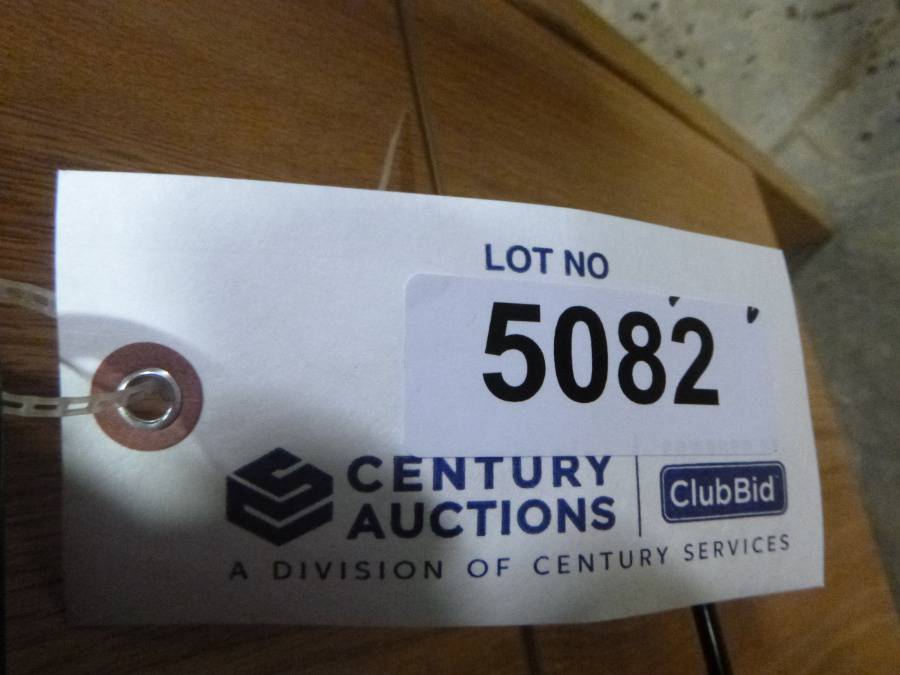 LOT NO
5082
CENTURY
AUCTIONS
ClubBid
A DIVISION OF CENTURY SERVICES